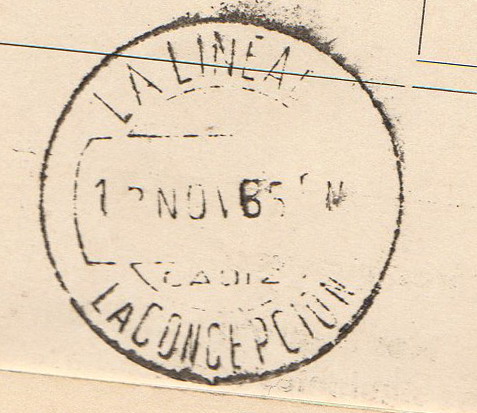 LA LINEA
NOV 65
CADIZ
LA CONCEPCION